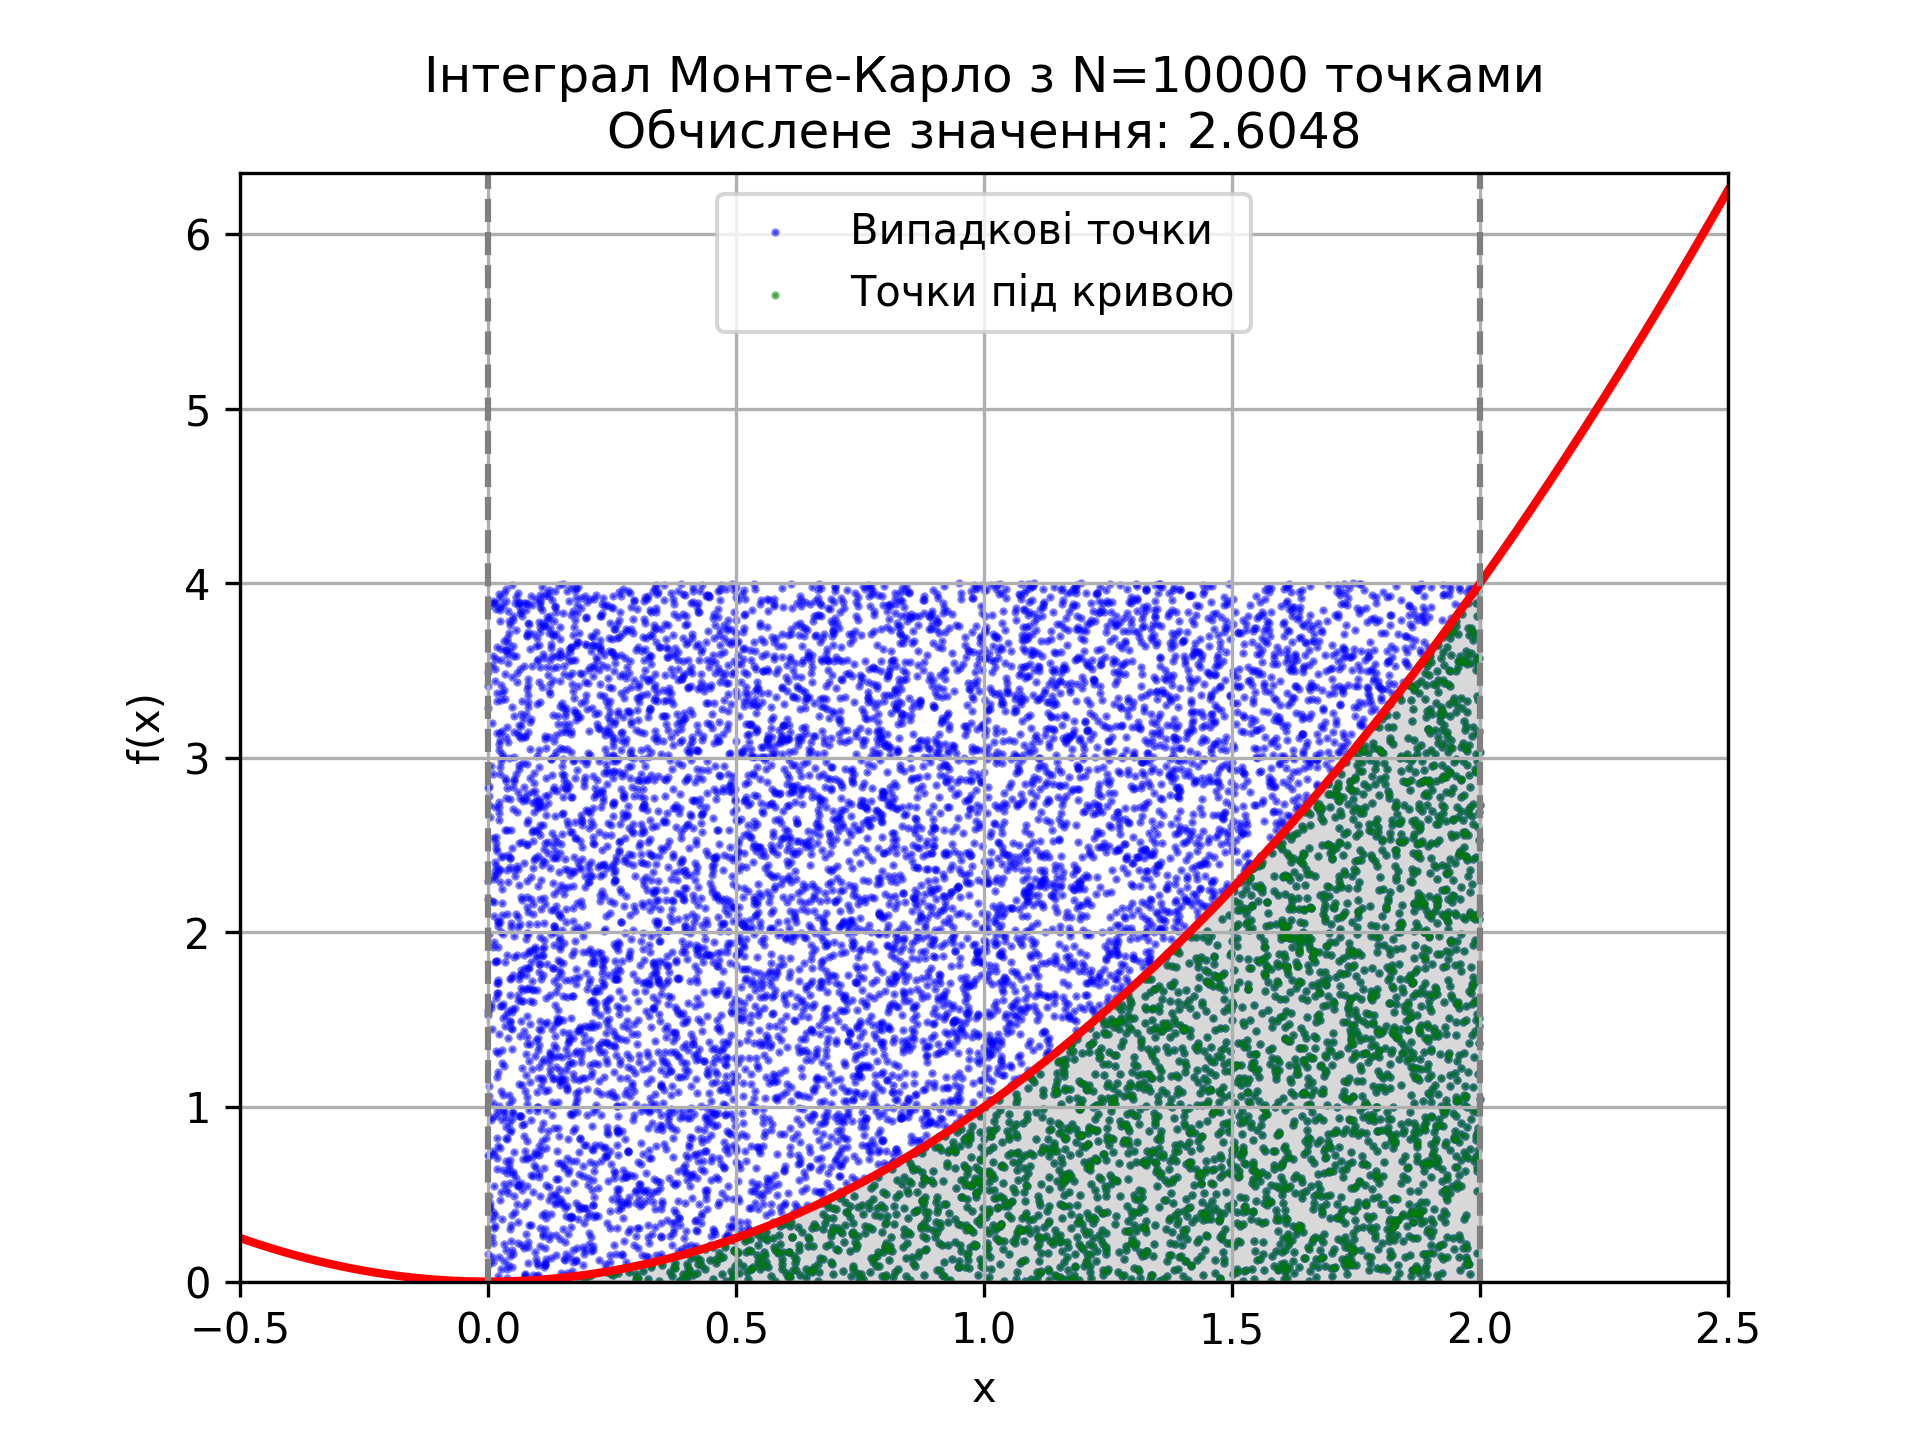 Інтеграл Монте-Карло з N=10000 точками
Обчислене значення: 2.6048
Випадкові точки
Точки під кривою
f(x)
6
5
4
3
2
1
0
−0.5 0.0 0.5 1.0 1.5 2.0 2.5
x